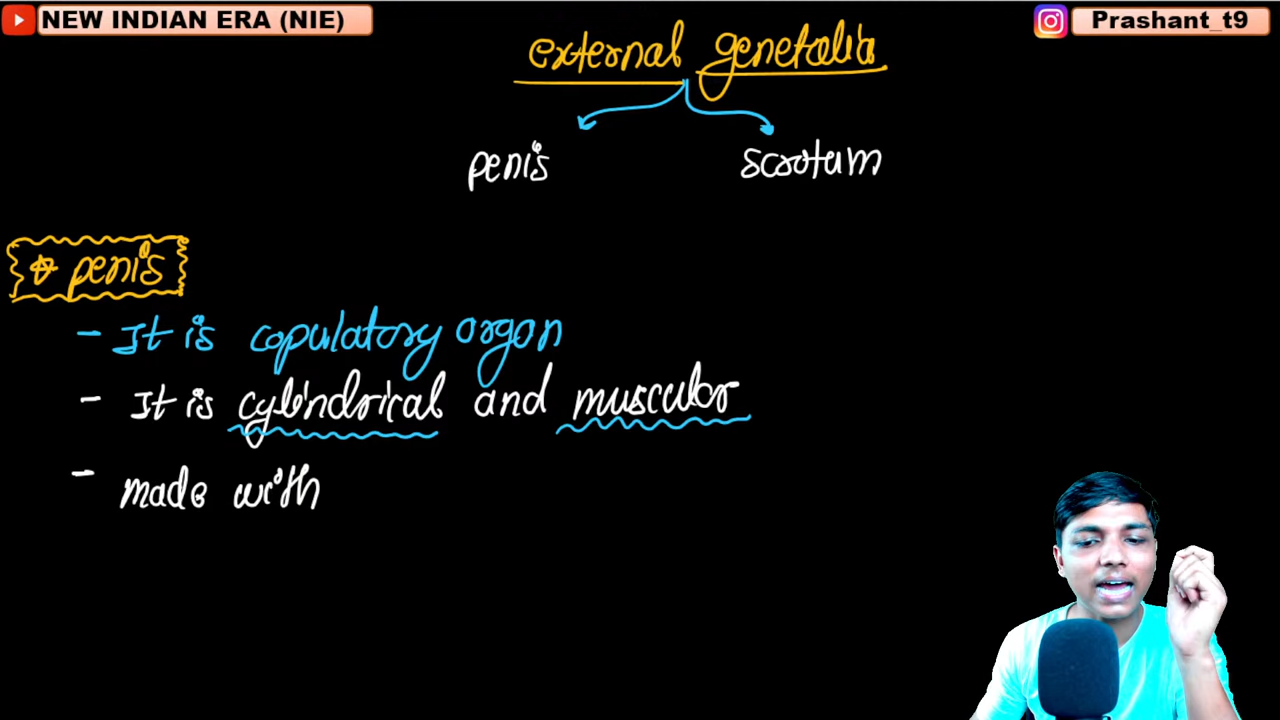 NEW INDIAN ERA (NIE)
Prashant_t9
external genetalia
penis scrotum
penis
- It is copulatory organ
- It is cylindrical and muscular
- made with